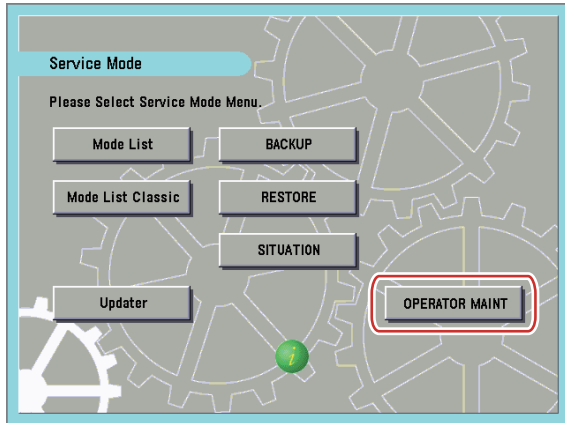 Service Mode
Please Select Service Mode Menu.
Mode List
BACKUP
Mode List Classic
RESTORE
SITUATION
Updater
OPERATOR MAINT
i